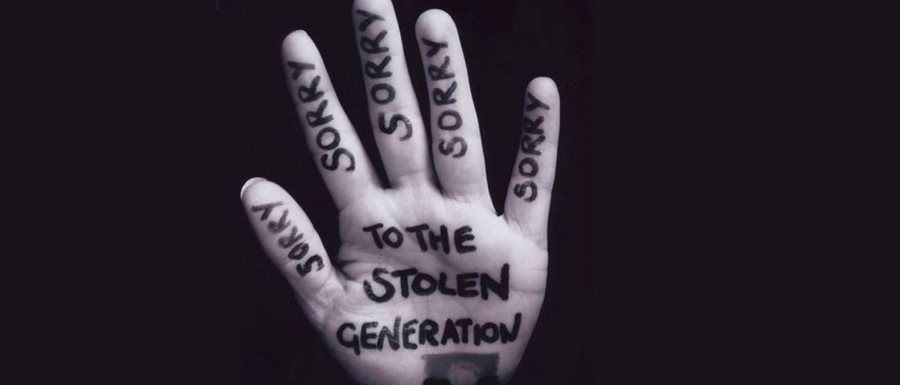 SORRY
SORRY
SORRY
SORRY
SORRY
TO THE
STOLEN
GENERATION